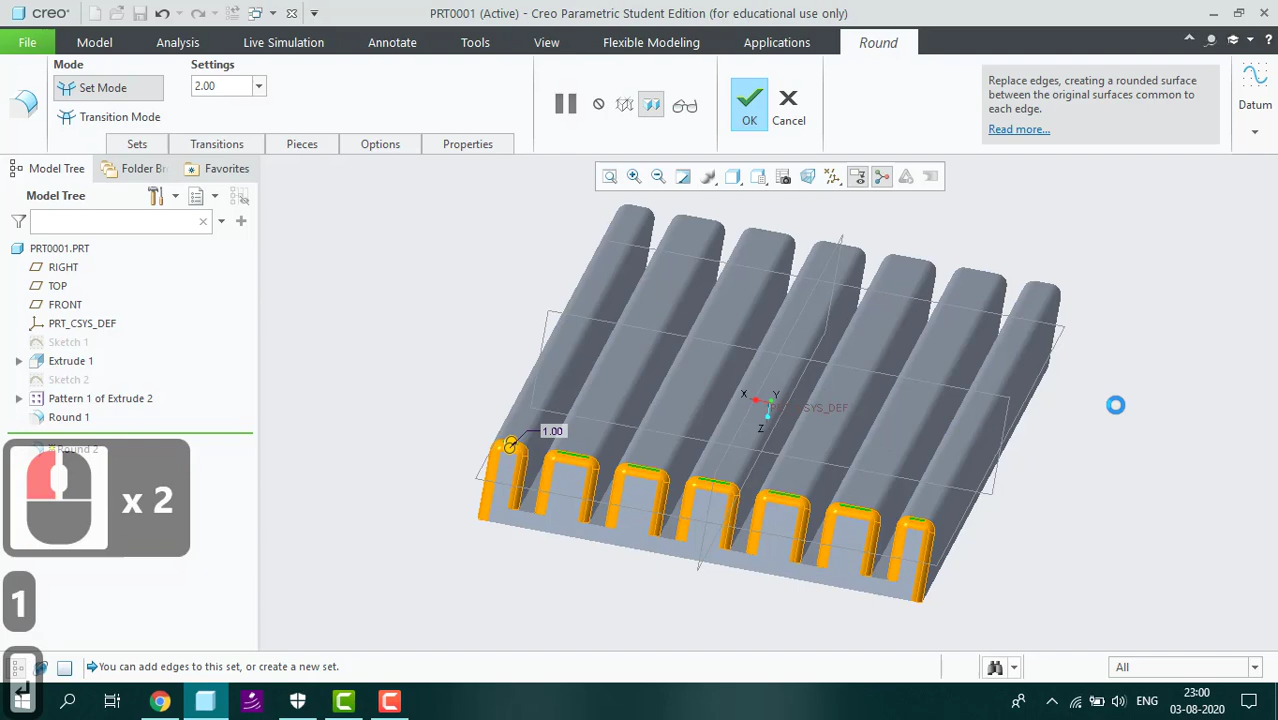 creo® PRT0001 (Active) - Creo Parametric Student Edition (for educational use only)
File Model Analysis Live Simulation Annotate Tools View Flexible Modeling Applications Round
Mode Settings
Set Mode 2.00
Transition Mode
OK Cancel
Replace edges, creating a rounded surface
between the original surfaces common to
each edge.
Read more...
Datum
Sets Transitions Pieces Options Properties
Model Tree Folder Br Favorites
Model Tree
PRT0001.PRT
RIGHT
TOP
FRONT
PRT_CSYS_DEF
Sketch 1
Extrude 1
Sketch 2
Pattern 1 of Extrude 2
Round 1
Round 2
x 2
1
1.00
X Y
Z
You can add edges to this set, or create a new set.
All
ENG
23:00
03-08-2020